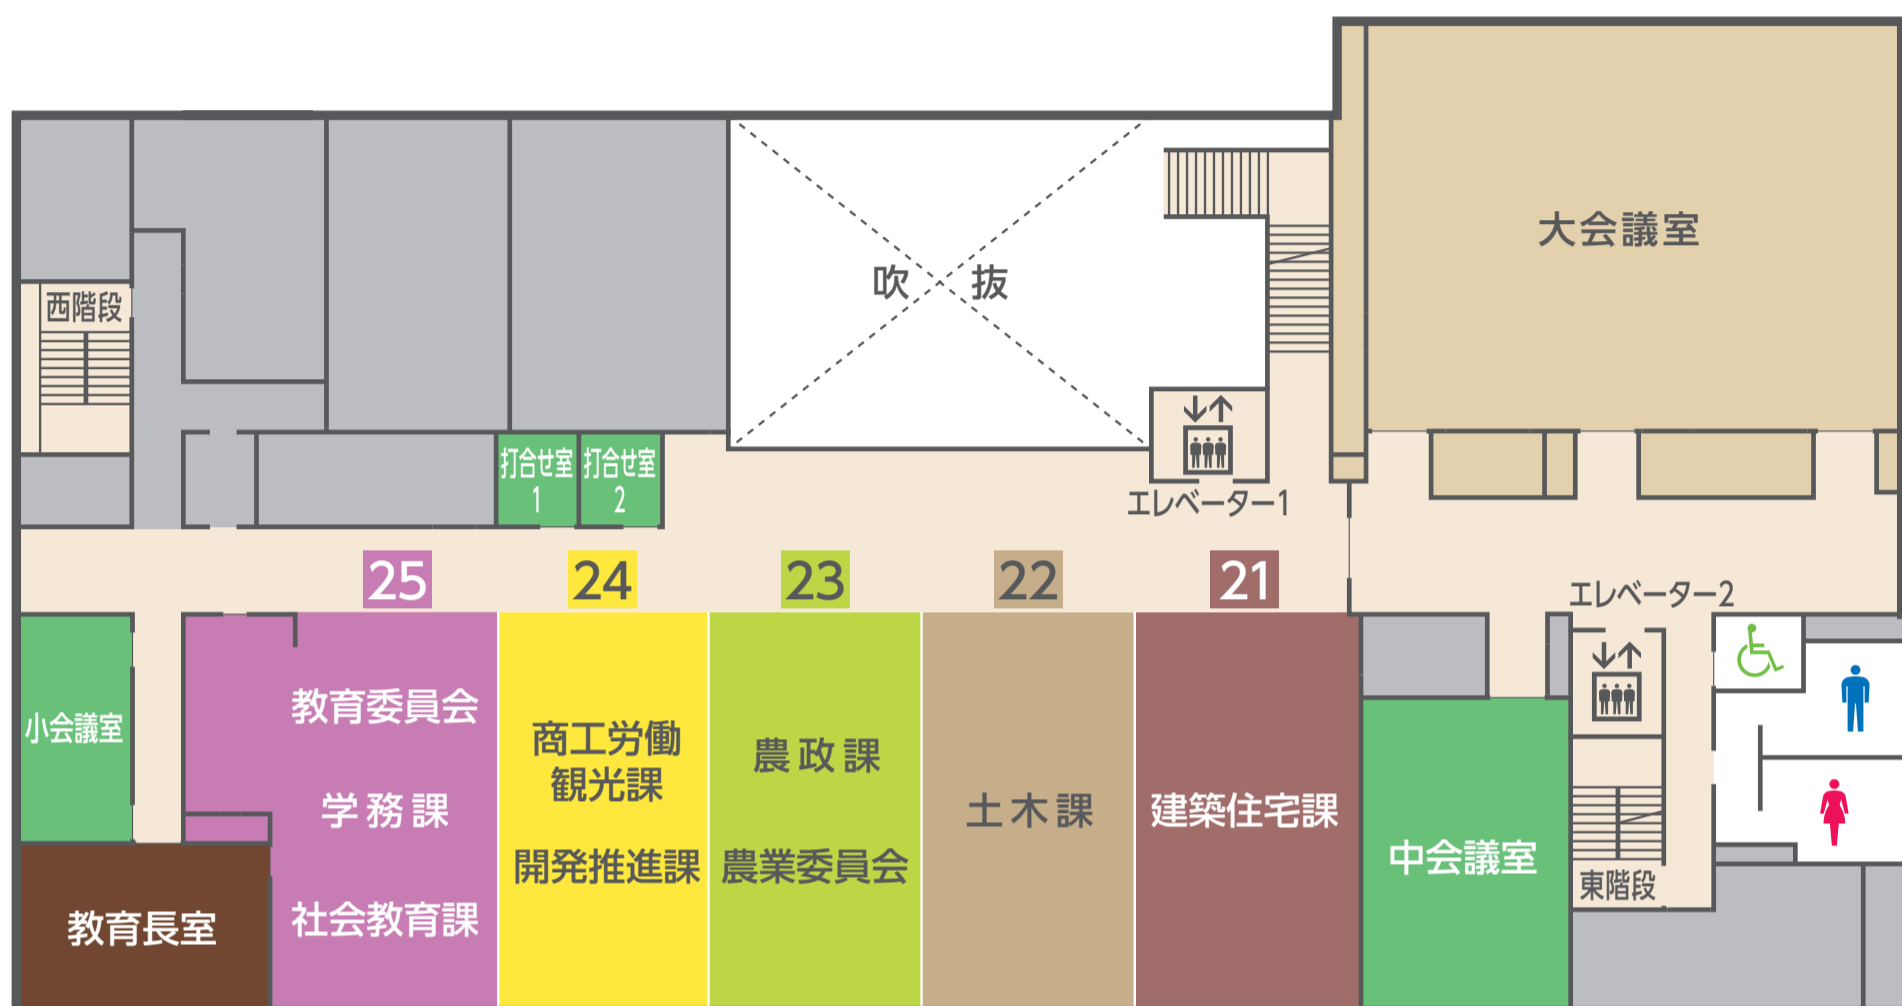 大会議室
吹 抜
西階段
打合せ室
1
打合せ室
2
エレベーター1
25
24
23
22
21
エレベーター2
小会議室
教育委員会
学務課
社会教育課
商工労働
観光課
開発推進課
農政課
農業委員会
土木課
建築住宅課
中会議室
東階段
教育長室